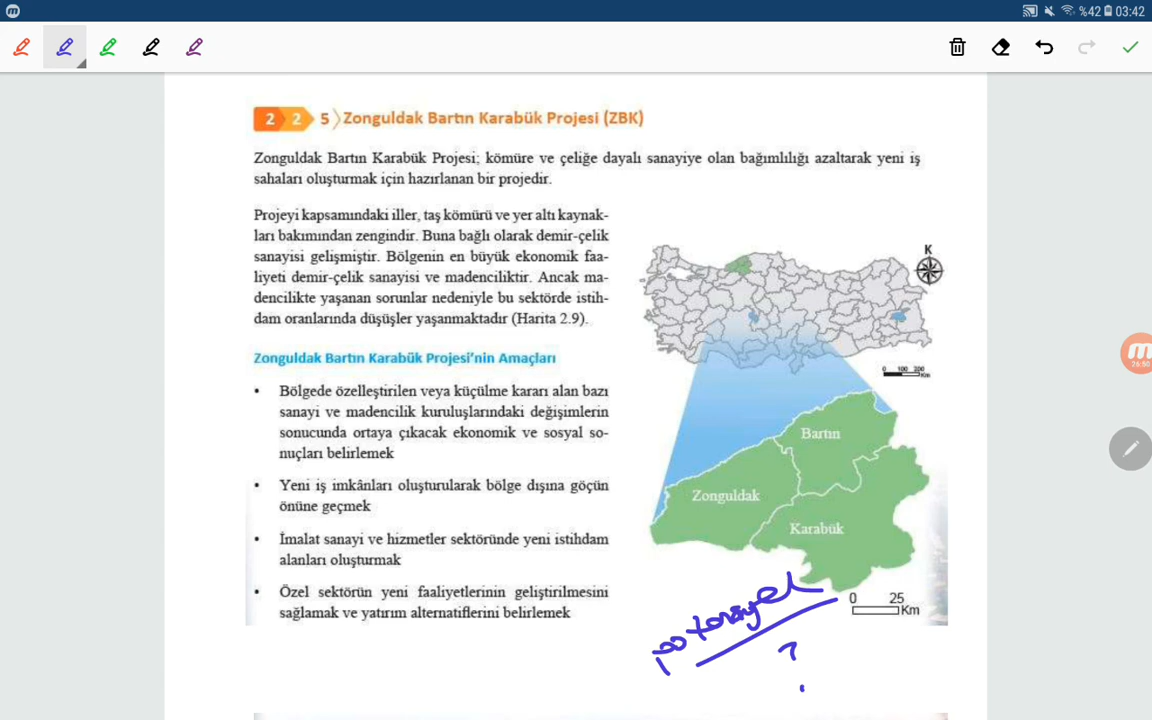 %42 03:42
2 2 5 Zonguldak Bartın Karabük Projesi (ZBK)
Zonguldak Bartın Karabük Projesi; kömüre ve çeliğe dayalı sanayiye olan bağımlılığı azaltarak yeni iş
sahaları oluşturmak için hazırlanan bir projedir.
Projeyi kapsamındaki iller, taş kömürü ve yer altı kaynak-
ları bakımından zengindir. Buna bağlı olarak demir-çelik
sanayisi gelişmiştir. Bölgenin en büyük ekonomik faa-
liyeti demir-çelik sanayisi ve madenciliktir. Ancak ma-
dencilikte yaşanan sorunlar nedeniyle bu sektörde istih-
dam oranlarında düşüşler yaşanmaktadır (Harita 2.9).
Zonguldak Bartın Karabük Projesi'nin Amaçları
• Bölgede özelleştirilen veya küçülme kararı alan bazı
sanayi ve madencilik kuruluşlarındaki değişimlerin
sonucunda ortaya çıkacak ekonomik ve sosyal so-
nuçları belirlemek
• Yeni iş imkânları oluşturularak bölge dışına göçün
önüne geçmek
• İmalat sanayi ve hizmetler sektöründe yeni istihdam
alanları oluşturmak
• Özel sektörün yeni faaliyetlerinin geliştirilmesini
sağlamak ve yatırım alternatiflerini belirlemek
K
0 100 200
Km
Bartın
Zonguldak
Karabük
0 25
Km
potansiyel
?